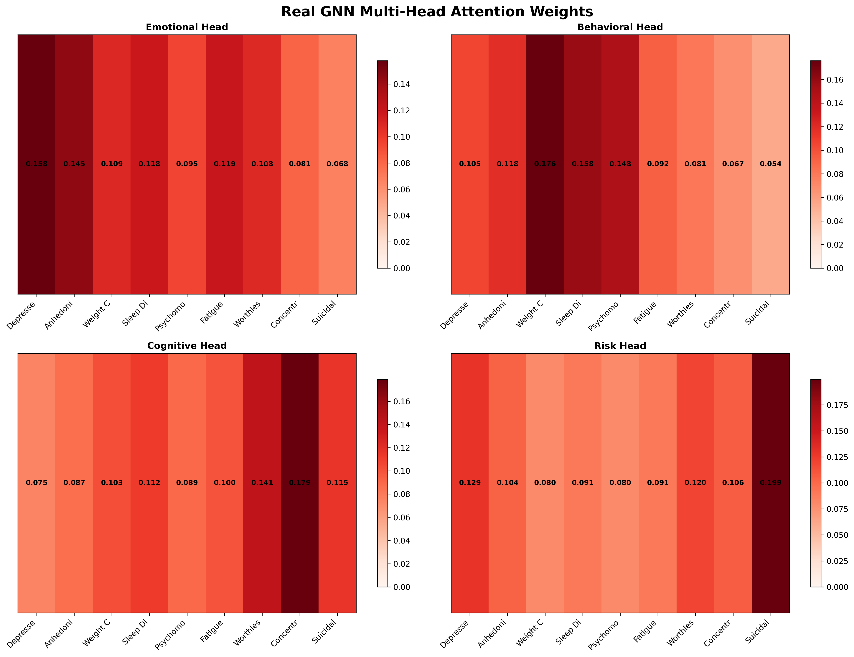 Real GNN Multi-Head Attention Weights
Emotional Head
0.158 0.145 0.109 0.118 0.095 0.119 0.108 0.081 0.068
Depresse Anhedoni Weight C Sleep Di Psychomo Fatigue Worthles Concentr Suicidal
0.14
0.12
0.10
0.08
0.06
0.04
0.02
0.00
Behavioral Head
0.105 0.118 0.176 0.158 0.148 0.092 0.081 0.067 0.054
Depresse Anhedoni Weight C Sleep Di Psychomo Fatigue Worthles Concentr Suicidal
0.16
0.14
0.12
0.10
0.08
0.06
0.04
0.02
0.00
Cognitive Head
0.075 0.087 0.103 0.112 0.089 0.100 0.141 0.179 0.115
Depresse Anhedoni Weight C Sleep Di Psychomo Fatigue Worthles Concentr Suicidal
0.16
0.14
0.12
0.10
0.08
0.06
0.04
0.02
0.00
Risk Head
0.129 0.104 0.080 0.091 0.080 0.091 0.120 0.106 0.199
Depresse Anhedoni Weight C Sleep Di Psychomo Fatigue Worthles Concentr Suicidal
0.175
0.150
0.125
0.100
0.075
0.050
0.025
0.000